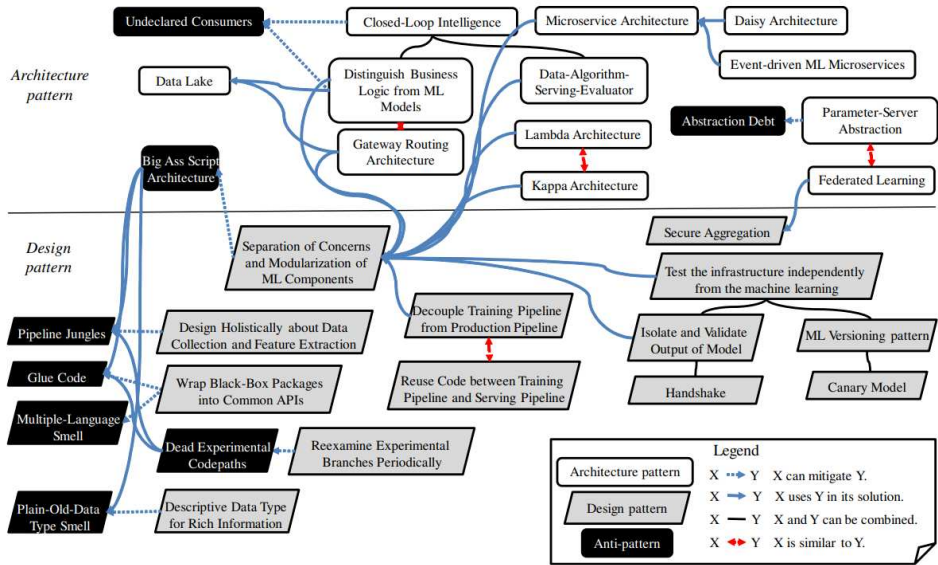 Undeclared Consumers
Closed-Loop Intelligence
Microservice Architecture
Daisy Architecture
Architecture
pattern
Data Lake
Distinguish Business
Logic from ML
Models
Data-Algorithm-
Serving-Evaluator
Event-driven ML Microservices
Gateway Routing
Architecture
Lambda Architecture
Kappa Architecture
Abstraction Debt
Parameter-Server
Abstraction
Federated Learning
Big Ass Script
Architecture
Design
pattern
Separation of Concerns
and Modularization of
ML Components
Secure Aggregation
Test the infrastructure independently
from the machine learning
Pipeline Jungles
Design Holistically about Data
Collection and Feature Extraction
Decouple Training Pipeline
from Production Pipeline
Isolate and Validate
Output of Model
ML Versioning pattern
Glue Code
Wrap Black-Box Packages
into Common APIs
Reuse Code between Training
Pipeline and Serving Pipeline
Handshake
Canary Model
Multiple-Language
Smell
Dead Experimental
Codepaths
Reexamine Experimental
Branches Periodically
Plain-Old-Data
Type Smell
Descriptive Data Type
for Rich Information
Legend
Architecture pattern
Design pattern
Anti-pattern
X Y X can mitigate Y.
X Y X uses Y in its solution.
X Y X and Y can be combined.
X Y X is similar to Y.